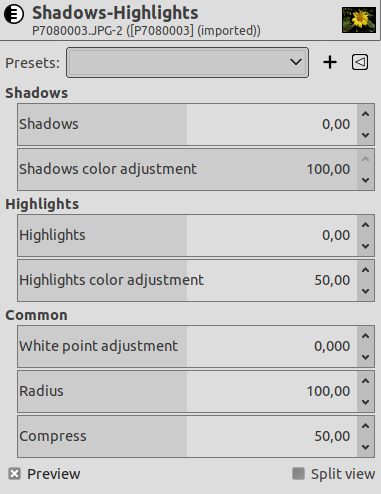 Shadows-Highlights
P7080003.JPG-2 ([P7080003] (imported))
Presets:
Shadows
Shadows 0,00
Shadows color adjustment 100,00
Highlights
Highlights 0,00
Highlights color adjustment 50,00
Common
White point adjustment 0,000
Radius 100,00
Compress 50,00
Preview Split view